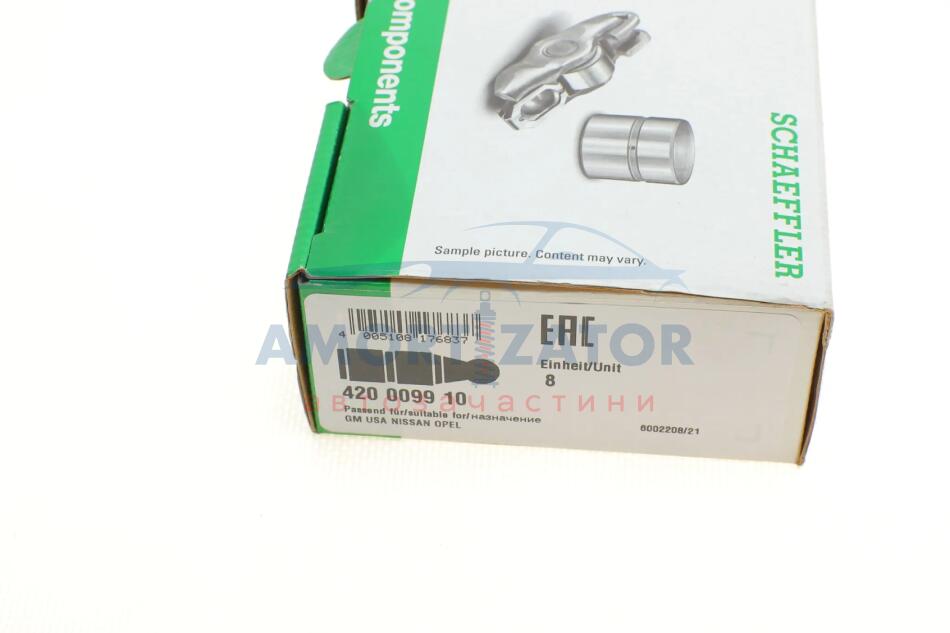 omponents
SCHAEFFLER
Sample picture. Content may vary.
4 005108 176837
EAC
AMORTIZATOR
Einheit/Unit
8
420 0099 10
автозапчастини
Passend für/suitable for/назначение
GM USA NISSAN OPEL
6002208/21